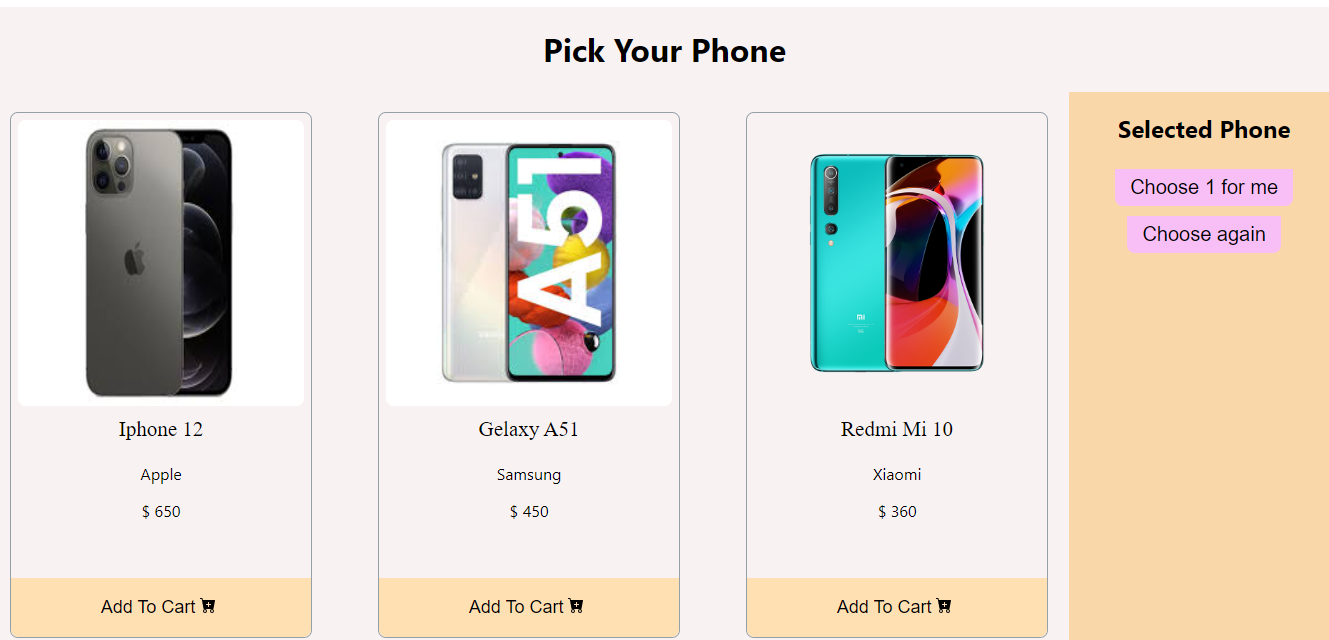 Pick Your Phone
Selected Phone
Choose 1 for me
Choose again
A51
Iphone 12
Apple
$ 650
Add To Cart
Gelaxy A51
Samsung
$ 450
Add To Cart
MI
Redmi Mi 10
Xiaomi
$ 360
Add To Cart